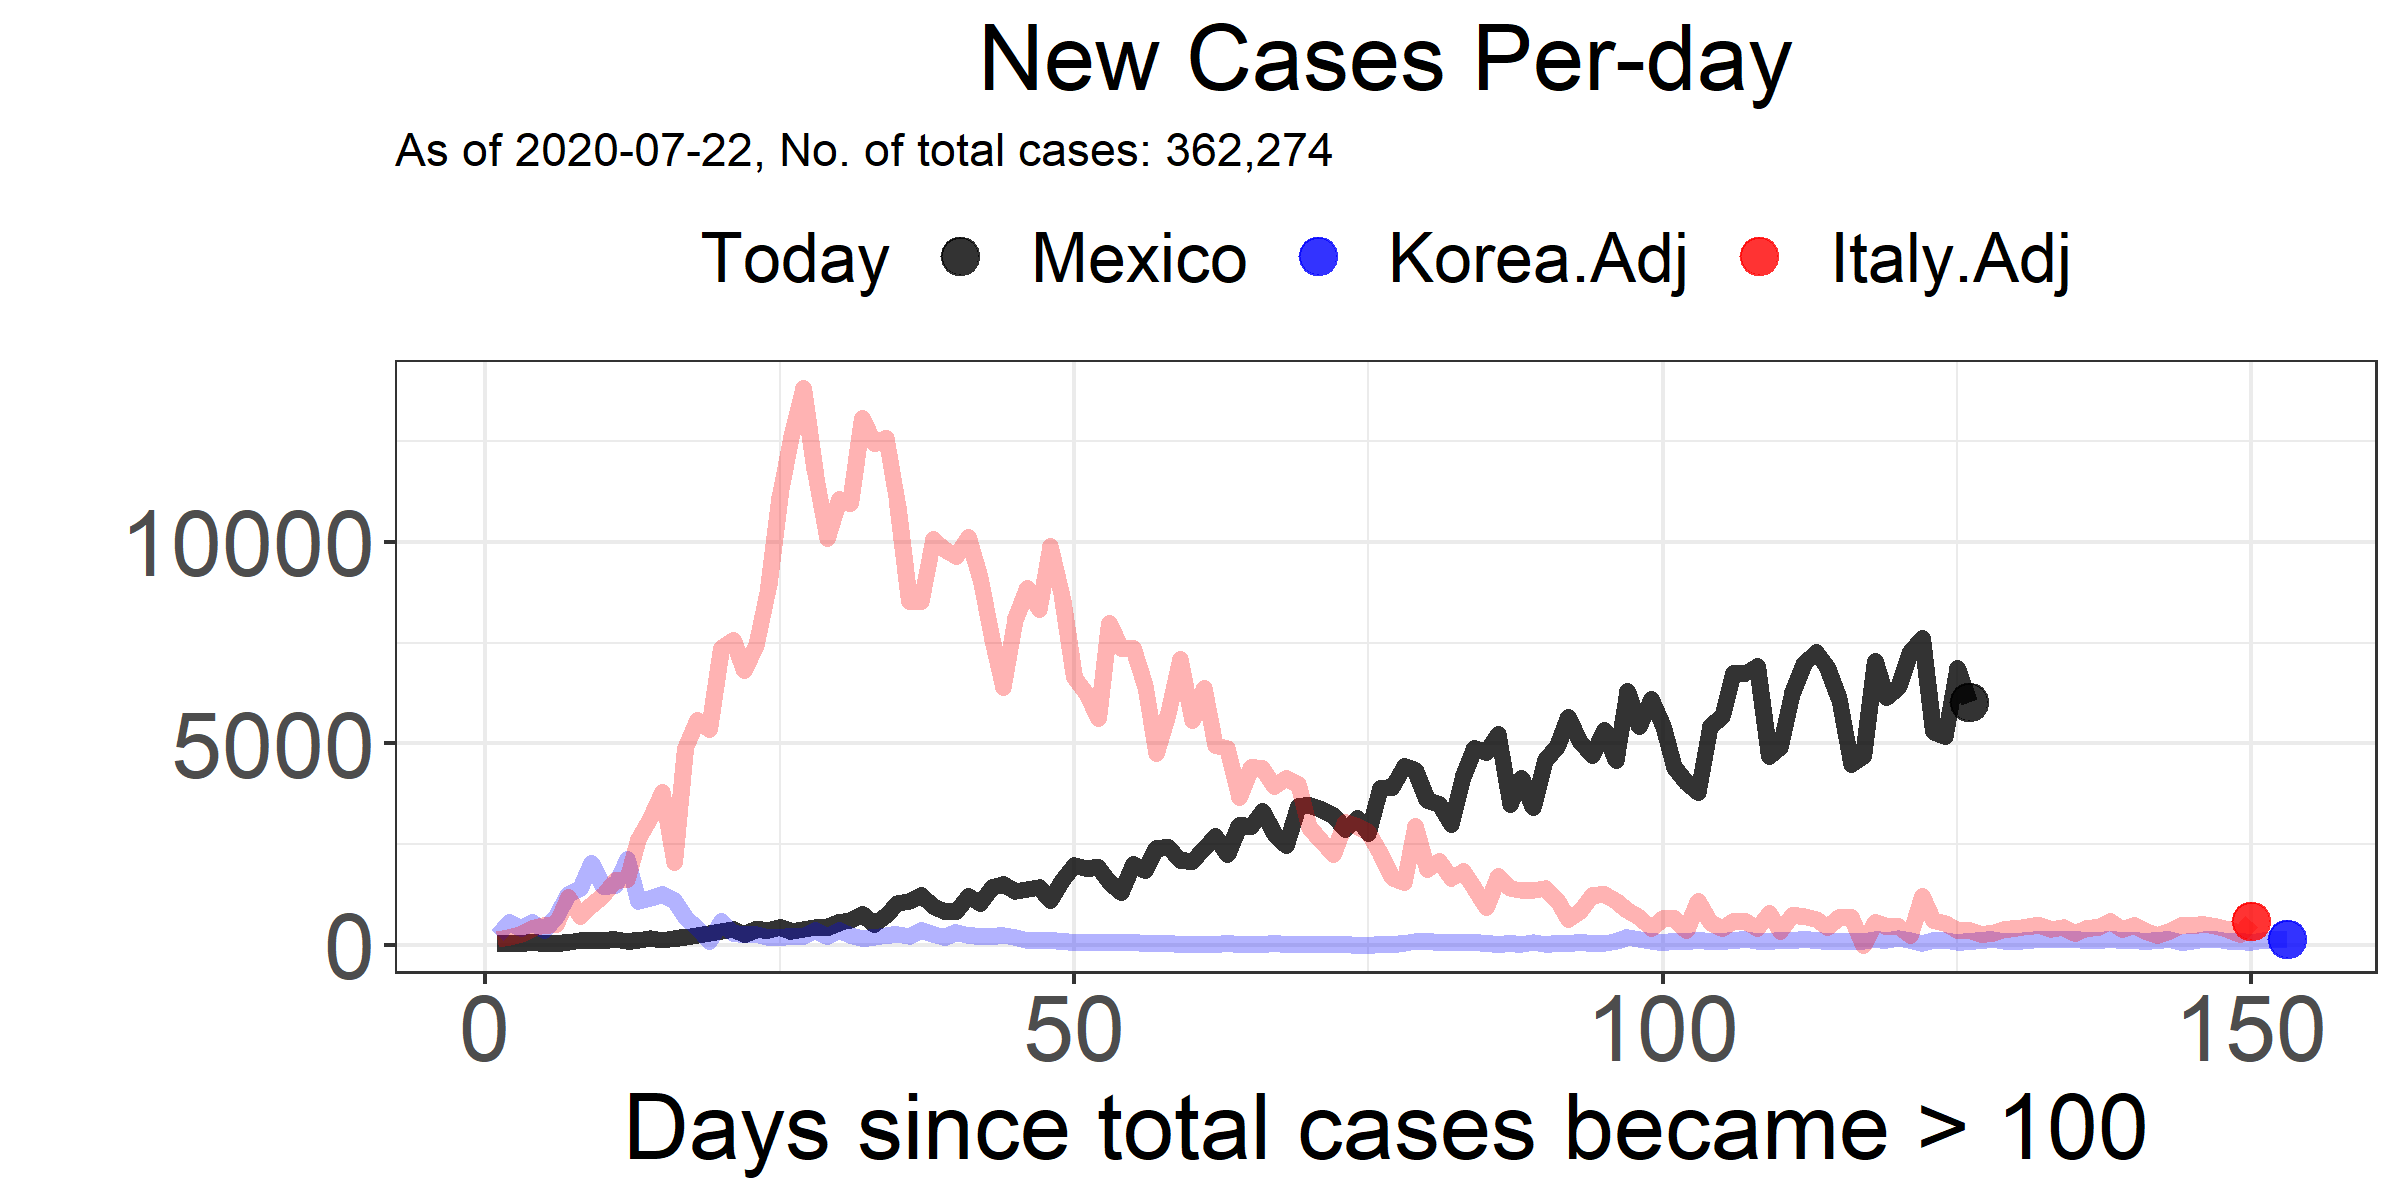 New Cases Per-day
As of 2020-07-22, No. of total cases: 362,274
Today Mexico Korea.Adj Italy.Adj
10000
5000
0
0 50 100 150
Days since total cases became > 100